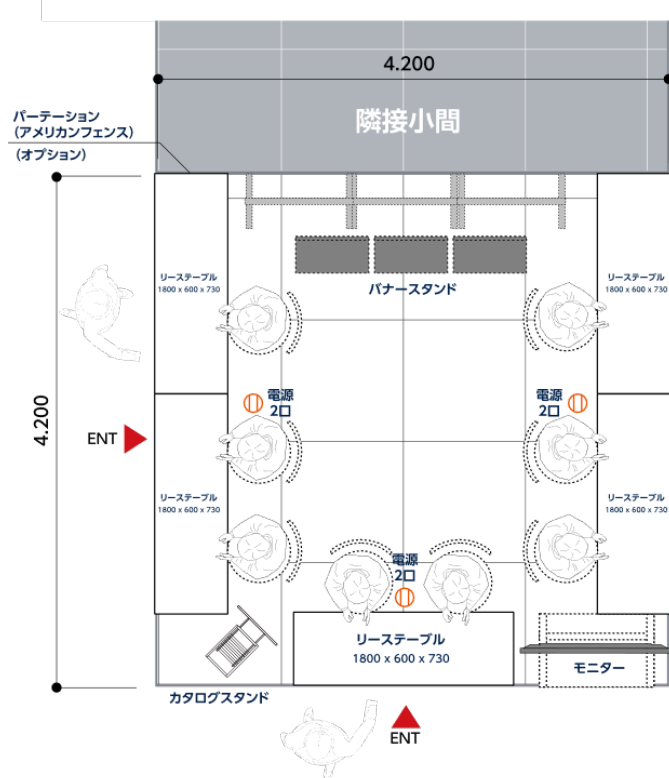 4.200
隣接小間
パーテーション
（アメリカンフェンス）
（オプション）
リーステーブル
1800 x 600 x 730
バナースタンド
リーステーブル
1800 x 600 x 730
電源
2口
電源
2口
4.200
ENT
リーステーブル
1800 x 600 x 730
リーステーブル
1800 x 600 x 730
電源
2口
リーステーブル
1800 x 600 x 730
モニター
カタログスタンド
ENT